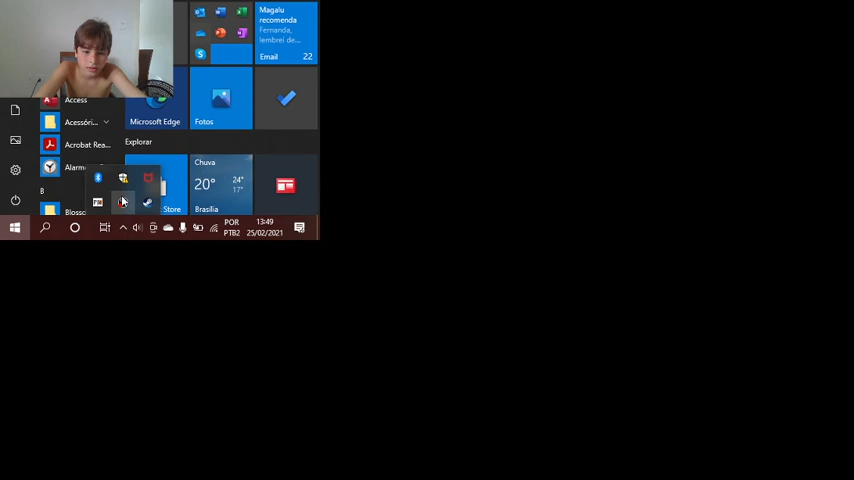 Magalu
recomenda
Fernanda,
lembrei de...
Email 22
Access
Acessóri...
Microsoft Edge
Fotos
Acrobat Rea...
Explorar
Alarm
B
Chuva
20°
24°
17°
Store
Brasília
Blosso
POR
PTB2
13:49
25/02/2021